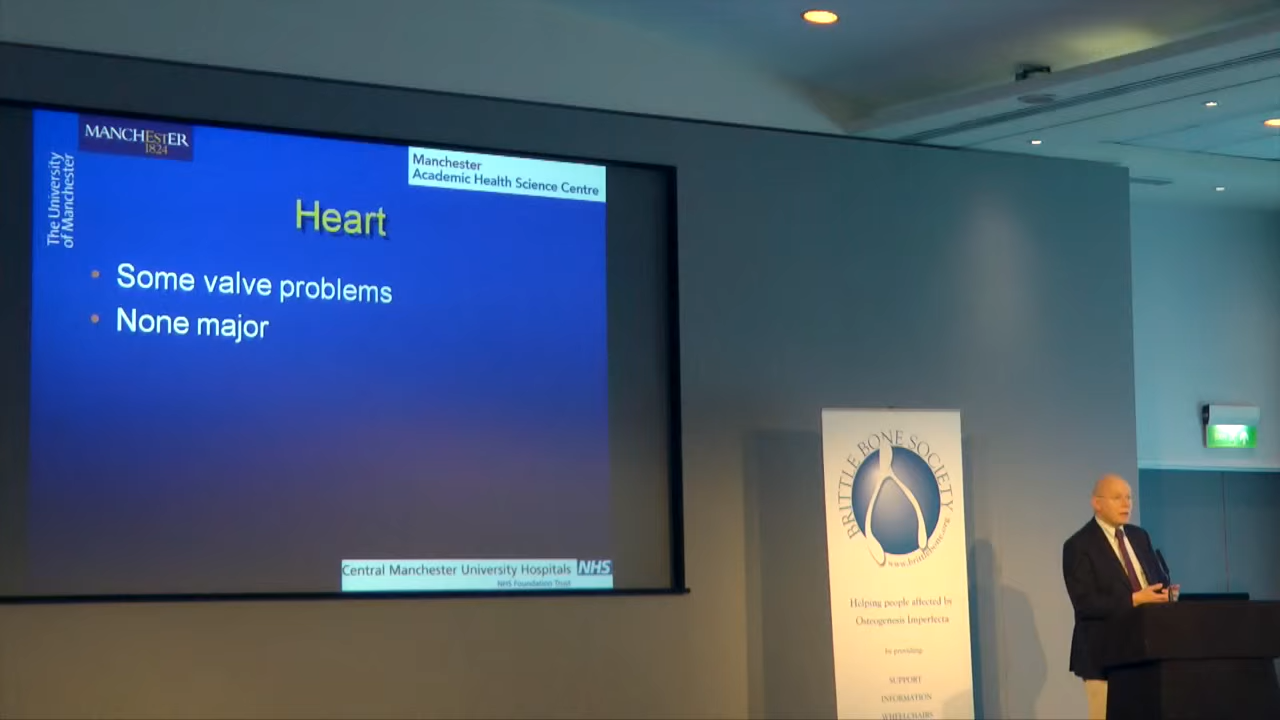 MANCHESTER
1824
The University
of Manchester
Manchester
Academic Health Science Centre
Heart
• Some valve problems
• None major
Central Manchester University Hospitals NHS
NHS Foundation Trust
BRITTLE BONE SOCIETY
www.brittlebone.org
Helping people affected by
Osteogenesis Imperfecta
by providing:
SUPPORT
INFORMATION
WHEELCHAIRS